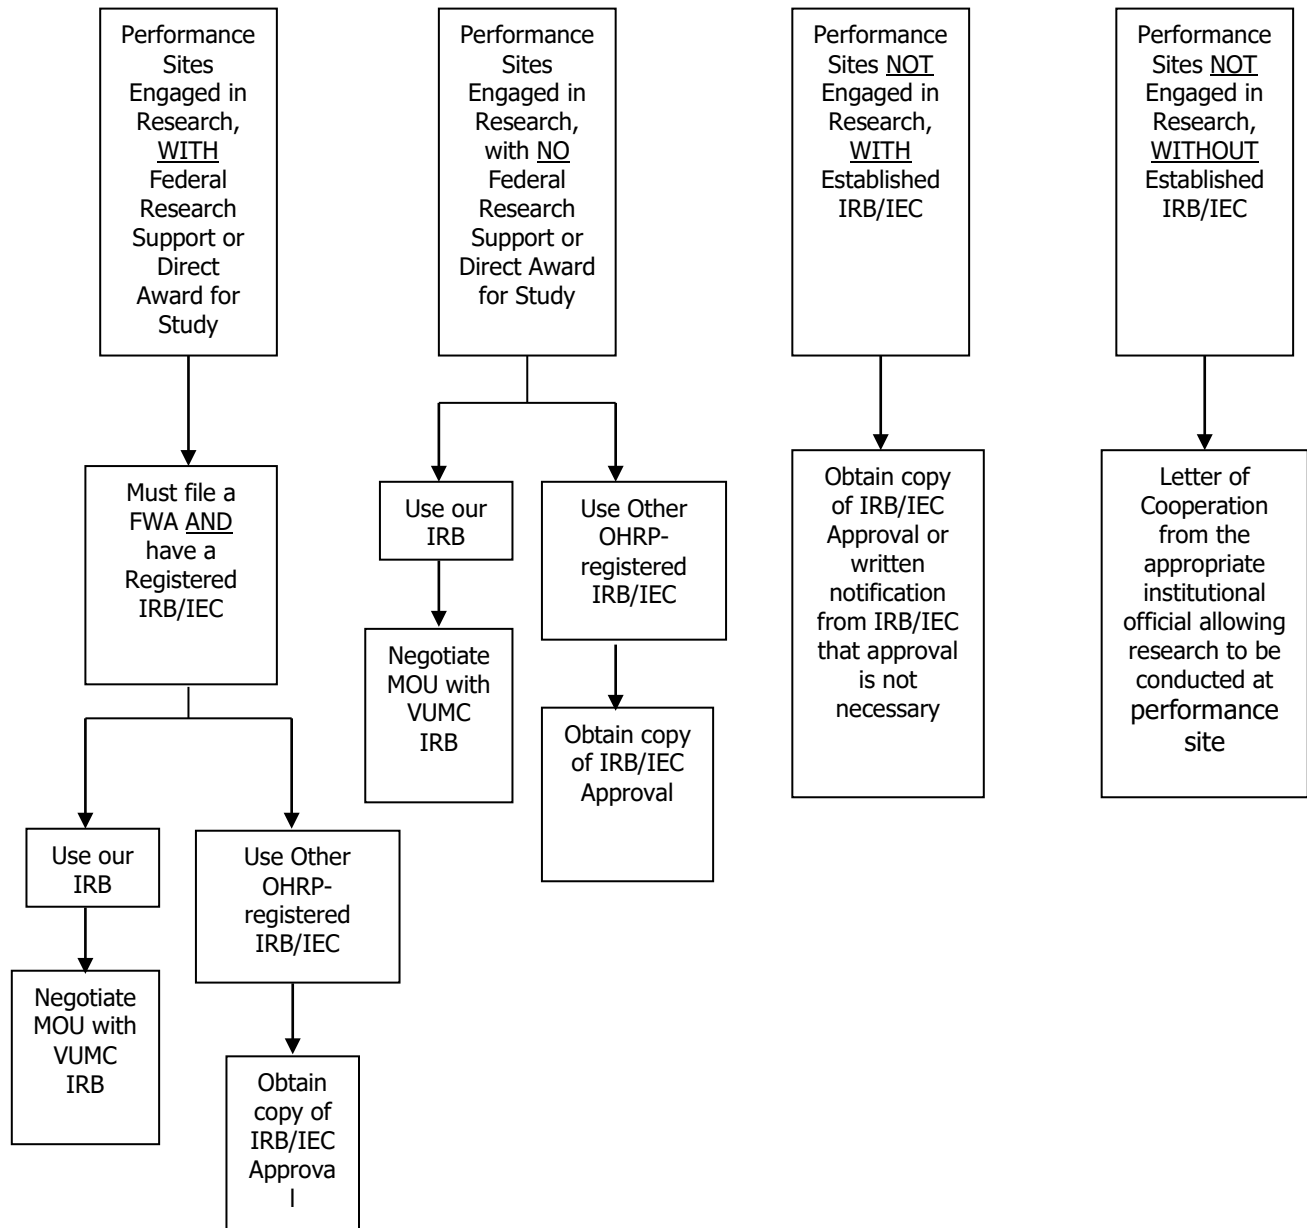 Performance
Sites
Engaged in
Research,
WITH
Federal
Research
Support or
Direct
Award for
Study
Performance
Sites
Engaged in
Research,
with NO
Federal
Research
Support or
Direct Award
for Study
Performance
Sites NOT
Engaged in
Research,
WITH
Established
IRB/IEC
Performance
Sites NOT
Engaged in
Research,
WITHOUT
Established
IRB/IEC
Must file a
FWA AND
have a
Registered
IRB/IEC
Use our
IRB
Use Other
OHRP-
registered
IRB/IEC
Obtain copy
of IRB/IEC
Approval or
written
notification
from IRB/IEC
that approval
is not
necessary
Letter of
Cooperation
from the
appropriate
institutional
official allowing
research to be
conducted at
performance
site
Negotiate
MOU with
VUMC
IRB
Obtain copy
of IRB/IEC
Approval
Use our
IRB
Use Other
OHRP-
registered
IRB/IEC
Negotiate
MOU with
VUMC
IRB
Obtain
copy of
IRB/IEC
Approva
l